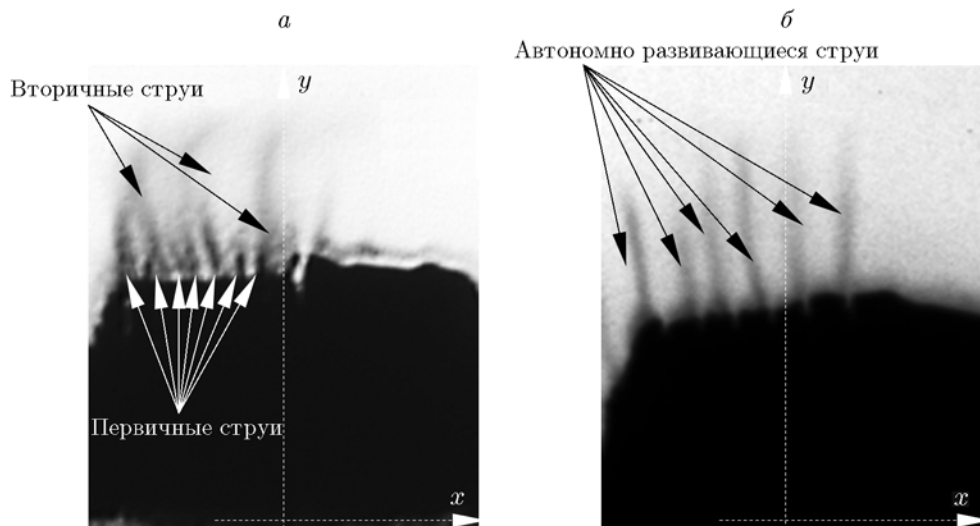 а
Вторичные струи
y
Первичные струи
x
б
Автономно развивающиеся струи
y
x